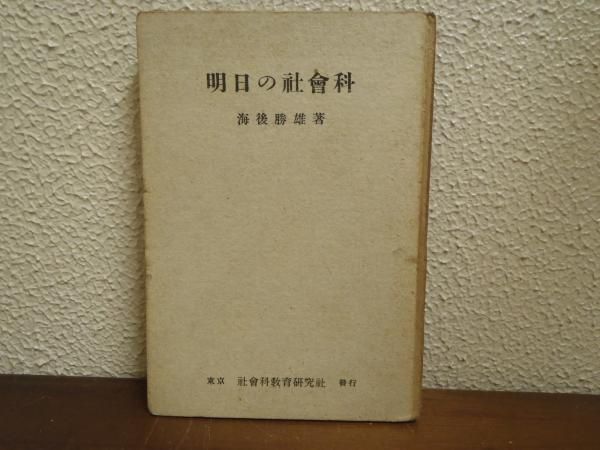 明日の社會科
海後勝雄著
東京 社會科教育研究社 發行